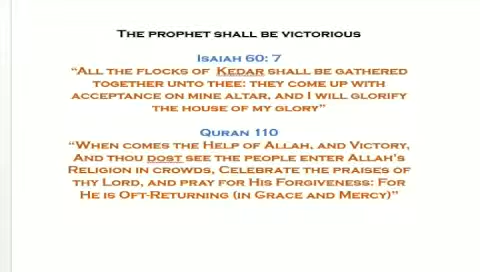 The prophet shall be victorious
Isaiah 60: 7
“All the flocks of Kedar shall be gathered
together unto thee: they come up with
acceptance on mine altar, and I will glorify
the house of my glory”
Quran 110
“When comes the Help of Allah, and Victory,
And thou dost see the people enter Allah's
Religion in crowds, Celebrate the praises of
thy Lord, and pray for His Forgiveness: For
He is Oft-Returning (in Grace and Mercy)”